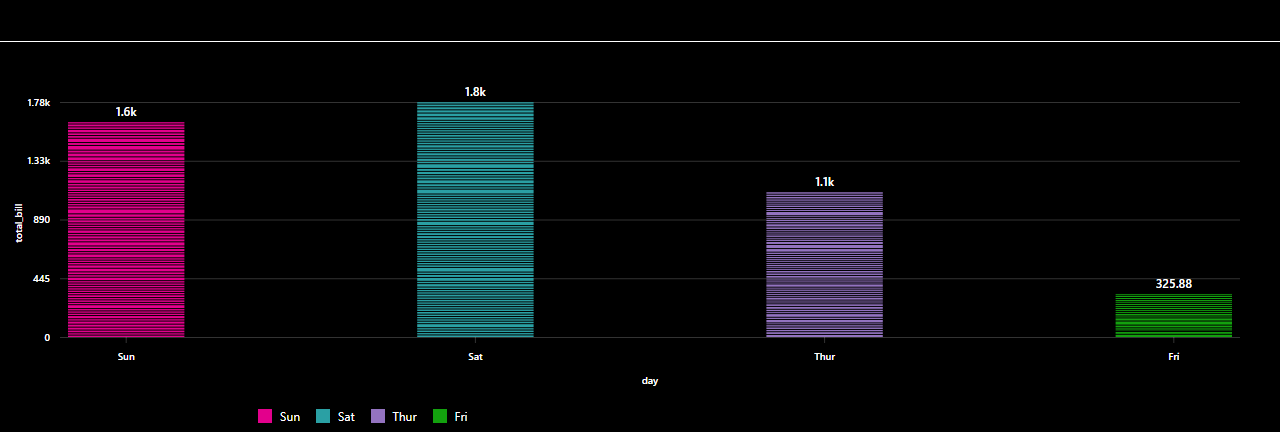 1.8k
1.78k
1.6k
1.33k
1.1k
890
total_bill
445
325.88
0
Sun Sat Thur Fri
day
Sun Sat Thur Fri